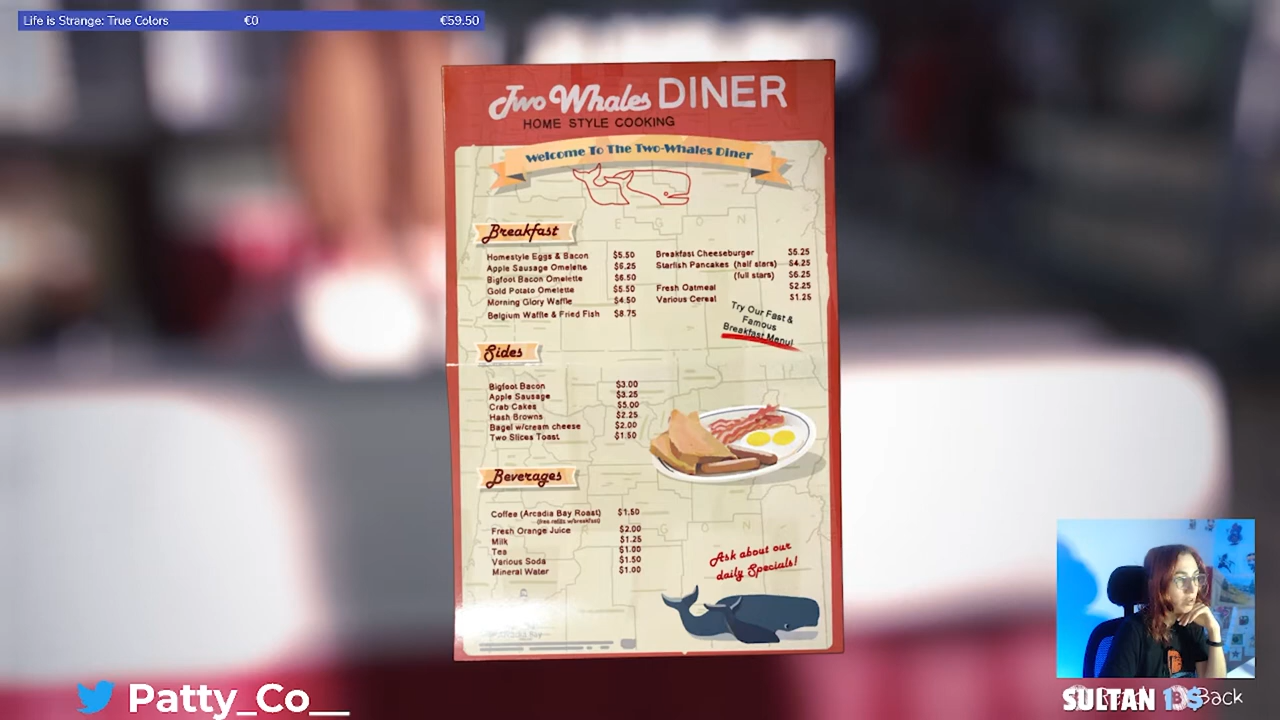 Life is Strange: True Colors €0 €59.50
Two Whales DINER
HOME STYLE COOKING
Welcome To The Two-Whales Diner
E G O N
Breakfast
Homestyle Eggs & Bacon $5.50
Apple Sausage Omelette $6.25
Bigfoot Bacon Omelette $6.50
Gold Potato Omelette $5.50
Morning Glory Waffle $4.50
Belgium Waffle & Fried Fish $8.75
Breakfast Cheeseburger $5.25
Starfish Pancakes (half stars) $4.25
(full stars) $6.25
Fresh Oatmeal $2.25
Various Cereal $1.25
Try Our Fast &
Famous
Breakfast Menu!
Sides
Bigfoot Bacon $3.00
Apple Sausage $3.25
Crab Cakes $5.00
Hash Browns $2.25
Bagel w/cream cheese $2.00
Two Slices Toast $1.50
Beverages
Coffee (Arcadia Bay Roast) $1.50
(free refills w/breakfast)
Fresh Orange Juice $2.00
Milk $1.25
Tea $1.00
Various Soda $1.50
Mineral Water $1.00
G O N
Ask about our
daily Specials!
Patty_Co__
SULTAN
Back